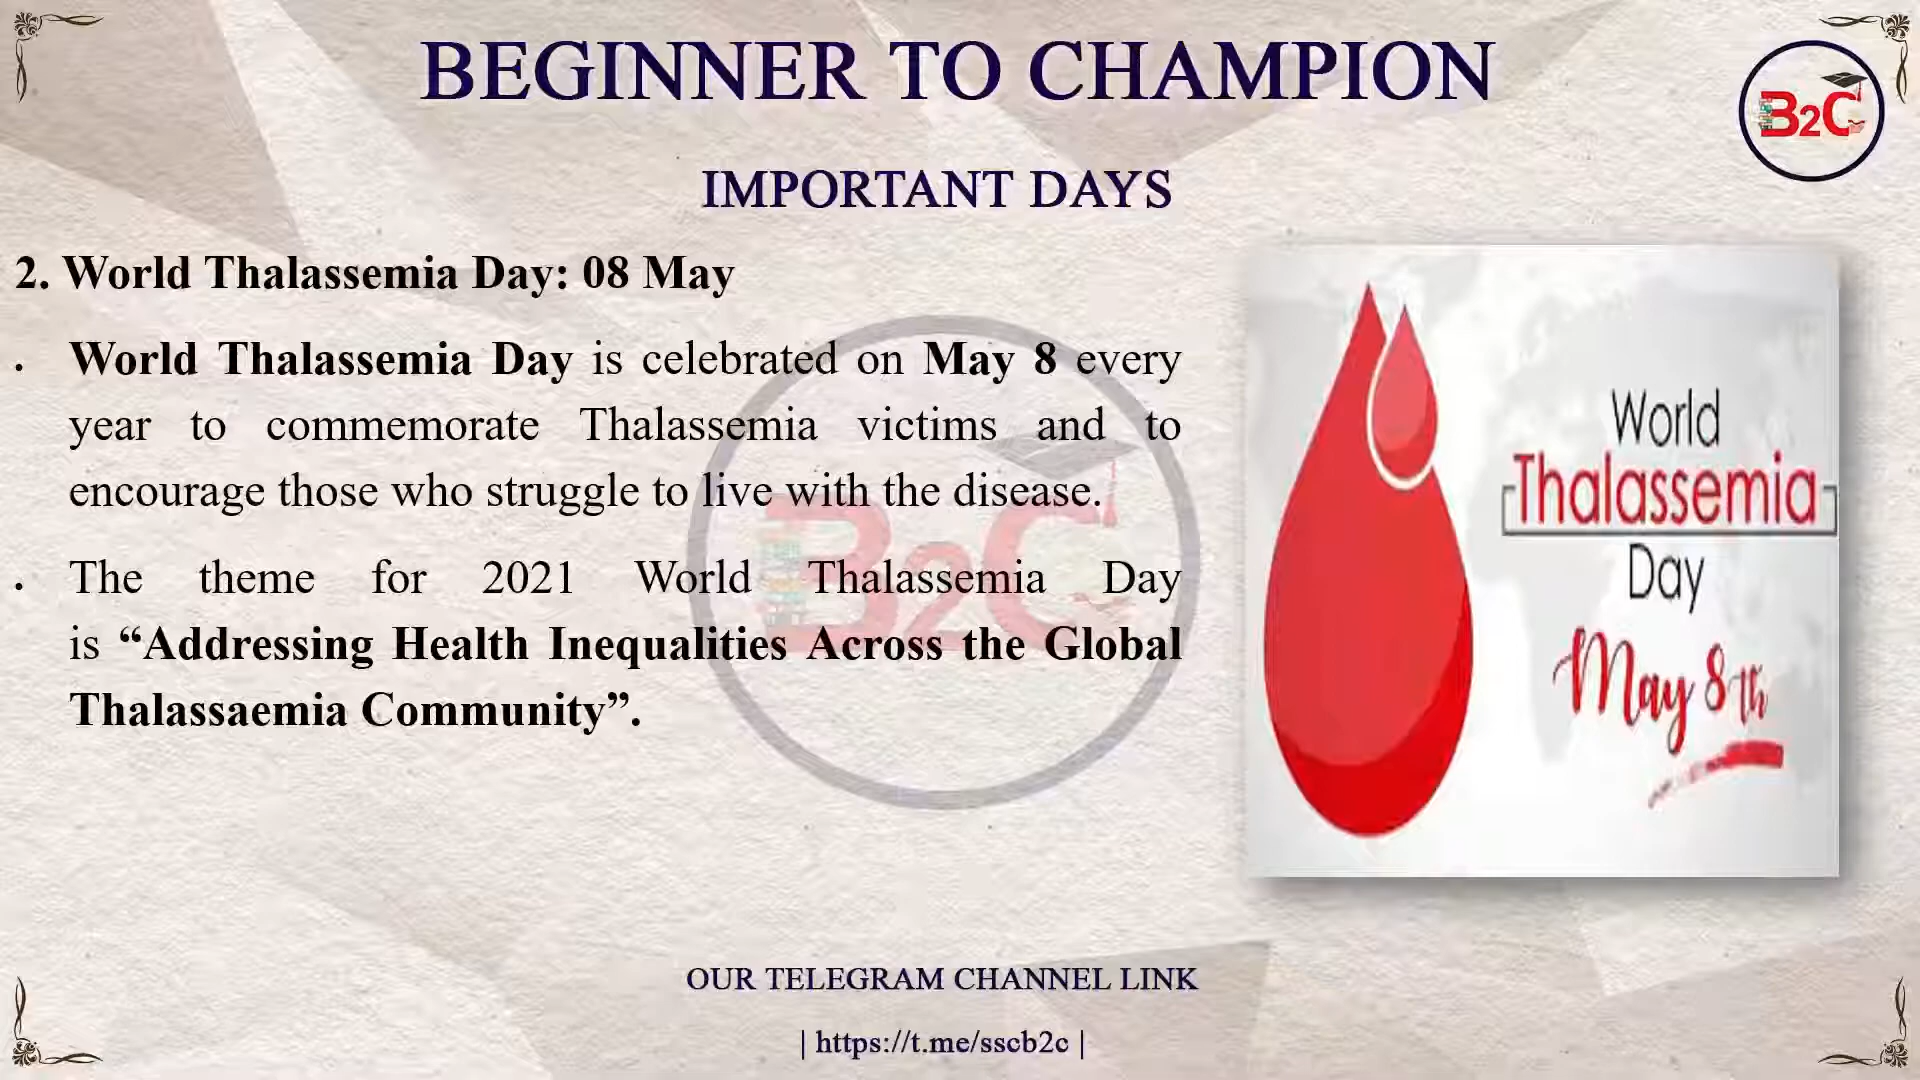 BEGINNER TO CHAMPION
B2C
IMPORTANT DAYS
2. World Thalassemia Day: 08 May
• World Thalassemia Day is celebrated on May 8 every
year to commemorate Thalassemia victims and to
encourage those who struggle to live with the disease.
• The theme for 2021 World Thalassemia Day
is “Addressing Health Inequalities Across the Global
Thalassaemia Community”.
B2C
World
Thalassemia
Day
May 8th
OUR TELEGRAM CHANNEL LINK
| https://t.me/sscb2c |